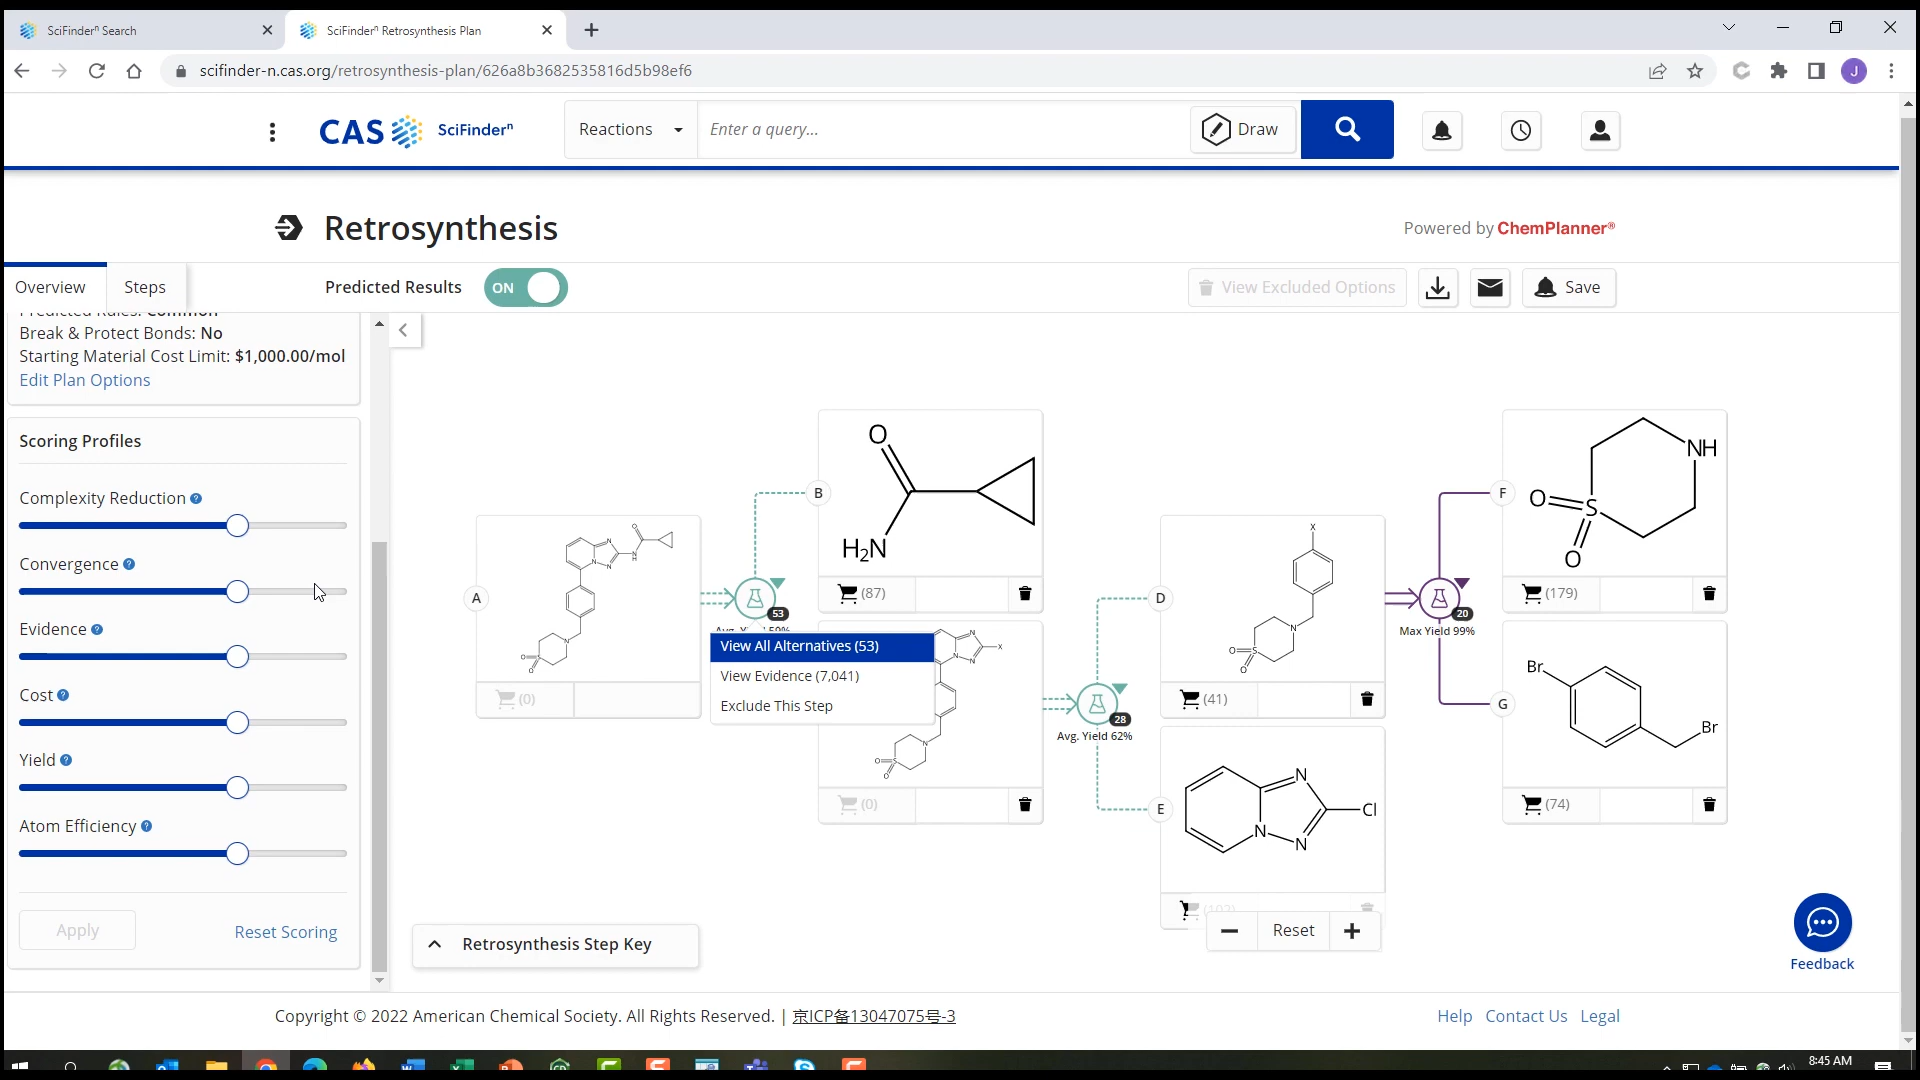 SciFinderⁿ Search
SciFinderⁿ Retrosynthesis Plan
scifinder-n.cas.org/retrosynthesis-plan/626a8b3682535816d5b98ef6
J
CAS SciFinderⁿ
Reactions
Enter a query...
Draw
Retrosynthesis
Powered by ChemPlanner®
Overview
Steps
Predicted Results
ON
View Excluded Options
Save
Predicted Rules: Common
Break & Protect Bonds: No
Starting Material Cost Limit: $1,000.00/mol
Edit Plan Options
Scoring Profiles
Complexity Reduction ?
Convergence ?
Evidence ?
Cost ?
Yield ?
Atom Efficiency ?
Apply
Reset Scoring
A
(0)
53
View All Alternatives (53)
View Evidence (7,041)
Exclude This Step
B
O
H₂N
(87)
X
(0)
28
Avg. Yield 62%
D
X
N
S
O
O
(41)
E
N
N
N
Cl
20
Max Yield 99%
F
NH
O
S
O
(179)
G
Br
Br
(74)
Retrosynthesis Step Key
Reset
Feedback
Copyright © 2022 American Chemical Society. All Rights Reserved. | 京ICP备13047075号-3
Help
Contact Us
Legal
8:45 AM